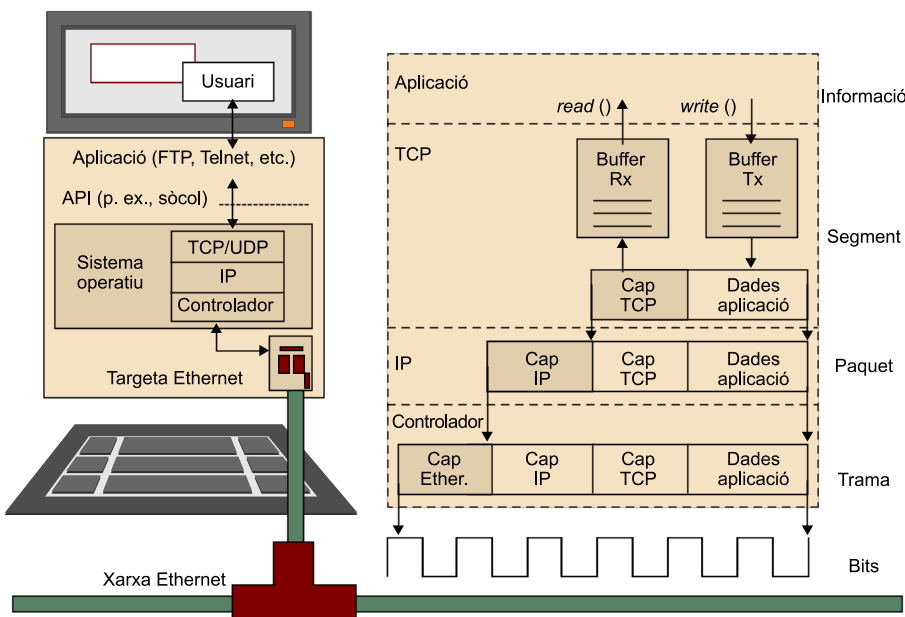 Usuari
Aplicació (FTP, Telnet, etc.)
API (p. ex., sòcol)
Sistema
operatiu
TCP/UDP
IP
Controlador
Targeta Ethernet
Xarxa Ethernet
Aplicació
read ()
write ()
Informació
TCP
Buffer
Rx
Buffer
Tx
Segment
Cap
TCP
Dades
aplicació
IP
Cap
IP
Cap
TCP
Dades
aplicació
Paquet
Controlador
Cap
Ether.
Cap
IP
Cap
TCP
Dades
aplicació
Trama
Bits